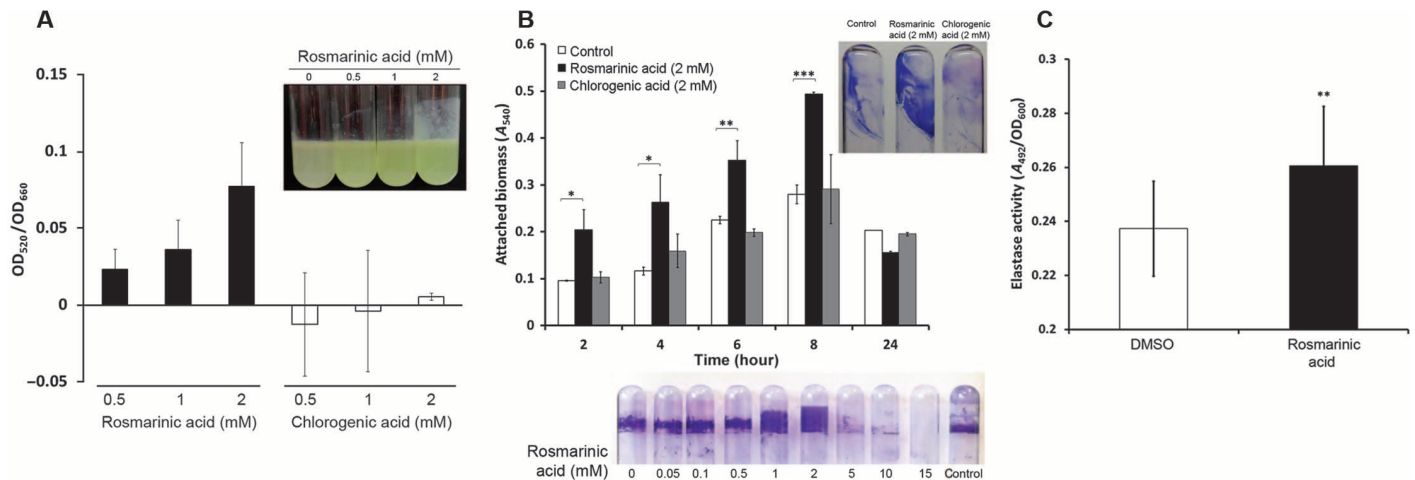 A
Rosmarinic acid (mM)
0 0.5 1 2
0.15
0.1
0.05
0
−0.05
OD520/OD660
0.5 1 2 0.5 1 2
Rosmarinic acid (mM) Chlorogenic acid (mM)
B
Control Rosmarinic acid (2 mM) Chlorogenic acid (2 mM)
0.6
0.5
0.4
0.3
0.2
0.1
0
Attached biomass (A540)
Control
Rosmarinic acid (2 mM)
Chlorogenic acid (2 mM)
*
*
**
***
2 4 6 8 24
Time (hour)
Rosmarinic
acid (mM) 0 0.05 0.1 0.5 1 2 5 10 15 Control
C
0.3
0.28
0.26
0.24
0.22
0.2
Elastase activity (A492/OD600)
**
DMSO Rosmarinic
acid